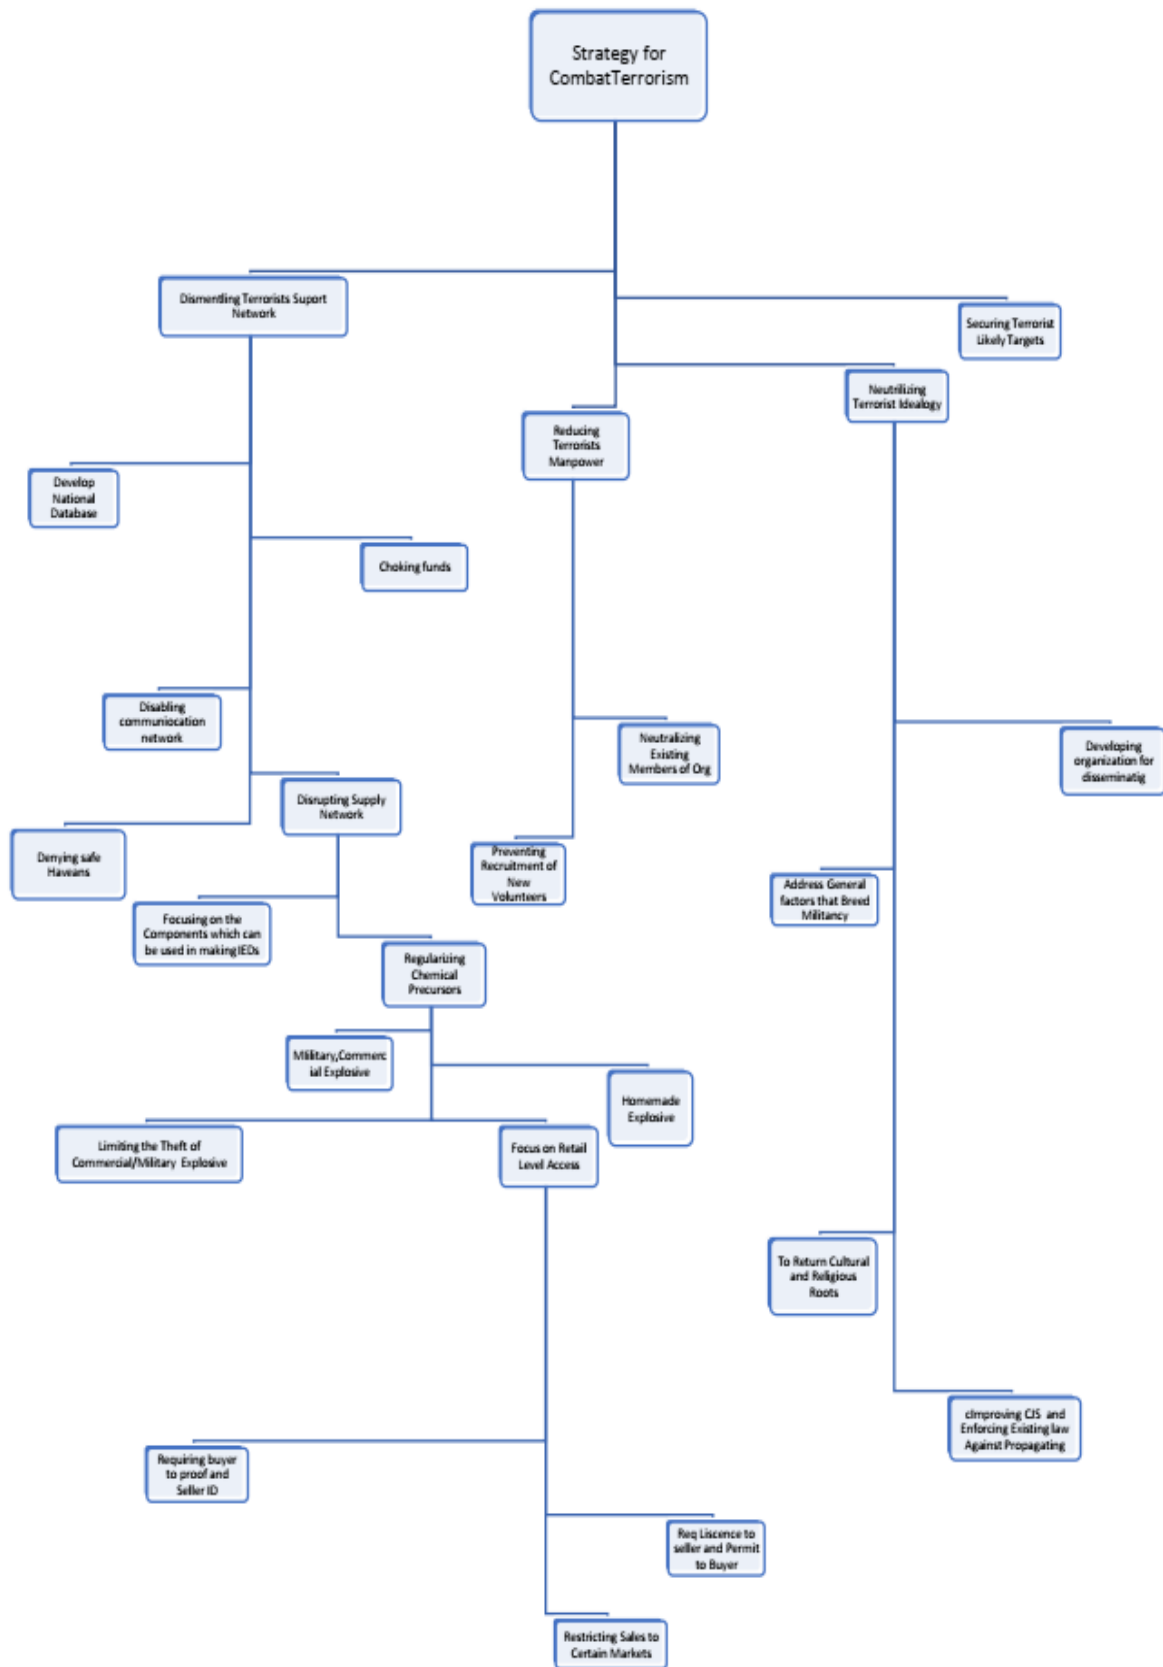 Strategy for
CombatTerrorism
Dismentling Terrorists Suport
Network
Securing Terrorist
Likely Targets
Neutrilizing
Terrorist Idealogy
Reducing
Terrorists
Manpower
Develop
National
Database
Choking funds
Disabling
communiocation
network
Neutralizing
Existing
Members of Org
Developing
organization for
disseminatig
Disrupting Supply
Network
Denying safe
Haveans
Preventing
Recruitment of
New
Volunteers
Address General
factors that Breed
Militancy
Focusing on the
Components which can
be used in making IEDs
Regularizing
Chemical
Precursors
Military,Commerc
ial Explosive
Homemade
Explosive
Limiting the Theft of
Commercial/Military Explosive
Focus on Retail
Level Access
To Return Cultural
and Religious
Roots
cImproving CJS and
Enforcing Existing law
Against Propagating
Requiring buyer
to proof and
Seller ID
Req Liscence to
seller and Permit
to Buyer
Restricting Sales to
Certain Markets